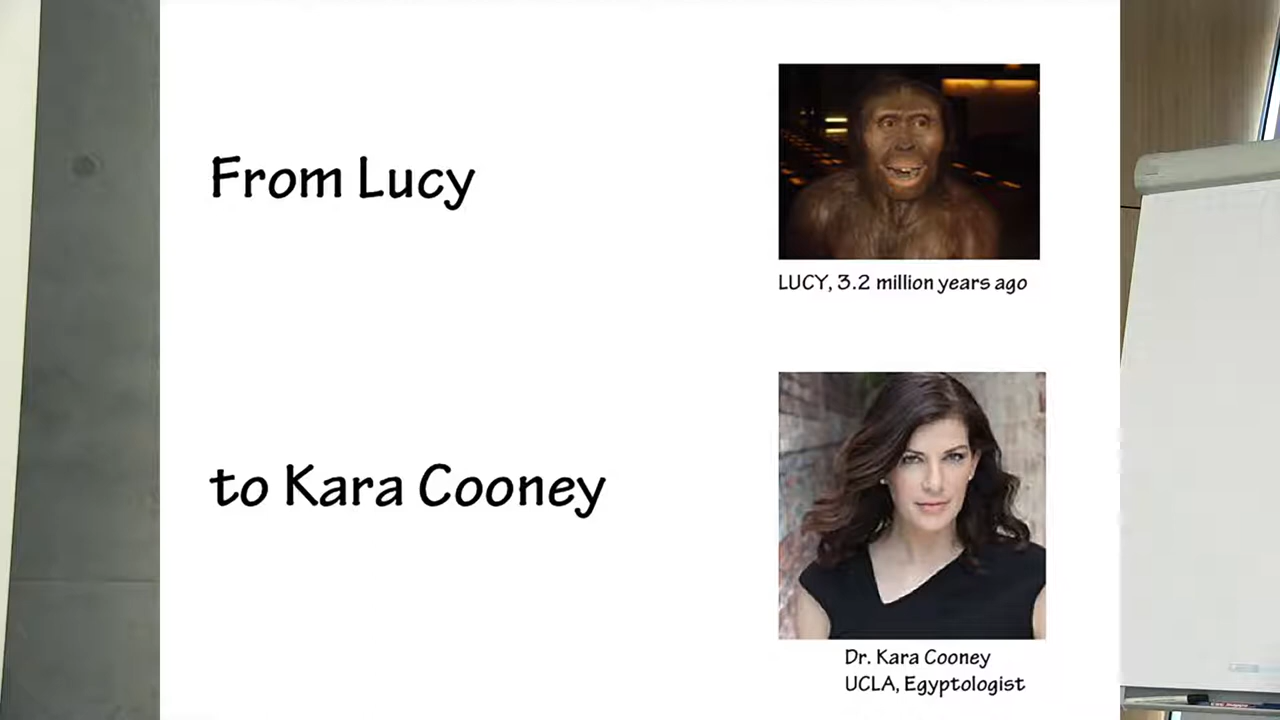 From Lucy
LUCY, 3.2 million years ago
to Kara Cooney
Dr. Kara Cooney
UCLA, Egyptologist